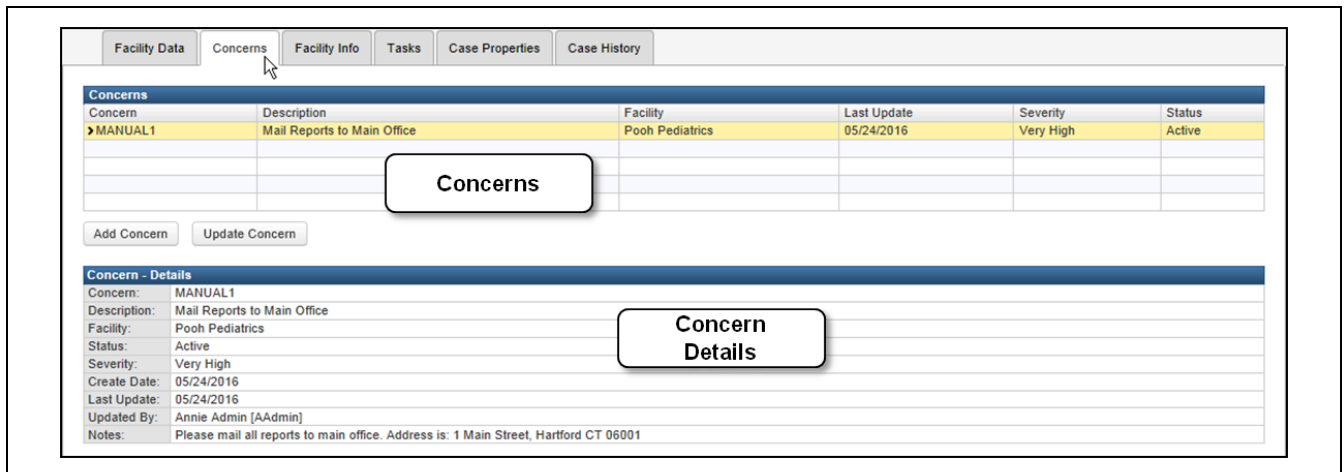 Facility Data Concerns Facility Info Tasks Case Properties Case History
Concerns
Concern Description Facility Last Update Severity Status
MANUAL1 Mail Reports to Main Office Pooh Pediatrics 05/24/2016 Very High Active
Concerns
Add Concern Update Concern
Concern - Details
Concern: MANUAL1
Description: Mail Reports to Main Office
Facility: Pooh Pediatrics
Status: Active
Severity: Very High
Create Date: 05/24/2016
Last Update: 05/24/2016
Updated By: Annie Admin [AAdmin]
Notes: Please mail all reports to main office. Address is: 1 Main Street, Hartford CT 06001
Concern
Details